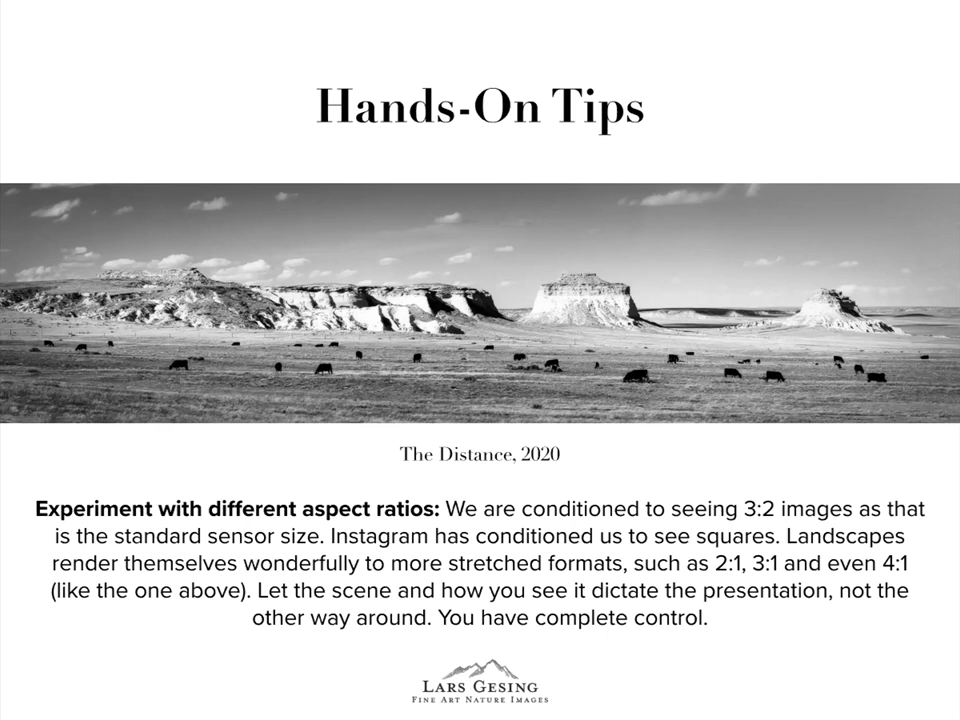 Hands-On Tips
The Distance, 2020
Experiment with different aspect ratios: We are conditioned to seeing 3:2 images as that
is the standard sensor size. Instagram has conditioned us to see squares. Landscapes
render themselves wonderfully to more stretched formats, such as 2:1, 3:1 and even 4:1
(like the one above). Let the scene and how you see it dictate the presentation, not the
other way around. You have complete control.
LARS GESING
FINE ART NATURE IMAGES